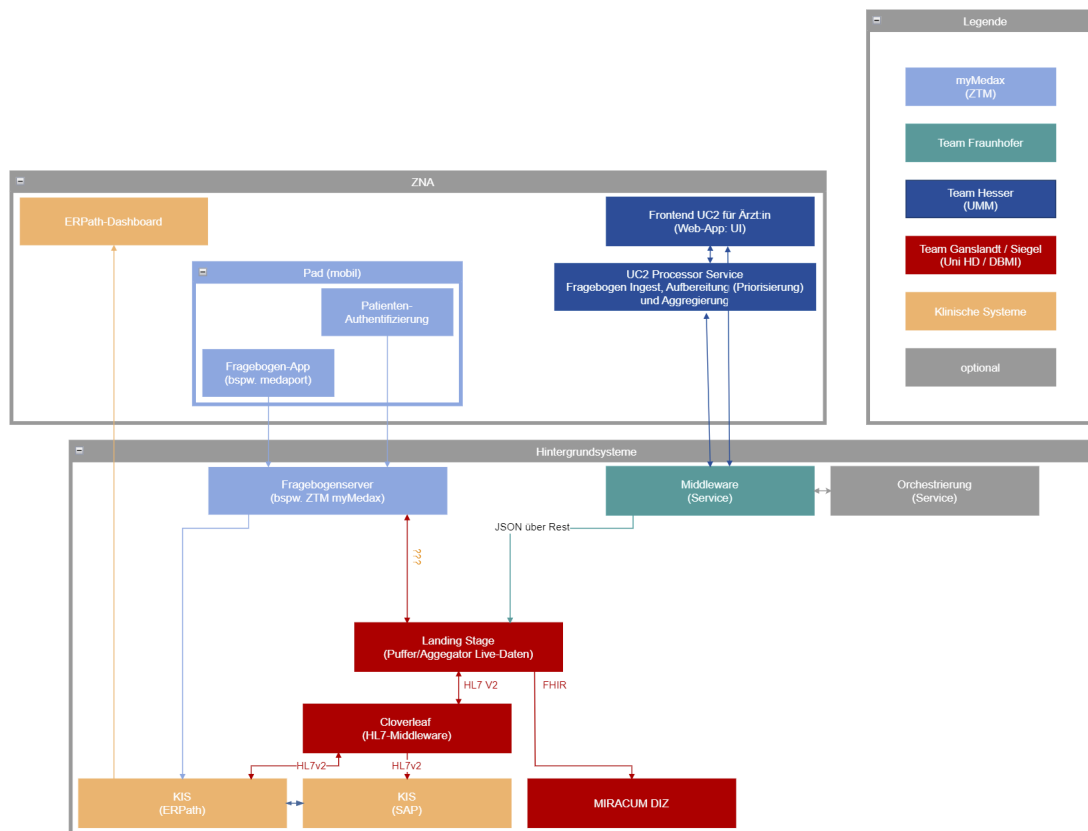 Legende
myMedax
(ZTM)
Team Fraunhofer
Team Hesser
(UMM)
Team Ganslandt / Siegel
(Uni HD / DBMI)
Klinische Systeme
optional
ZNA
ERPath-Dashboard
Frontend UC2 für Ärzt:in
(Web-App: UI)
Pad (mobil)
UC2 Processor Service
Fragebogen Ingest, Aufbereitung (Priorisierung)
und Aggregierung
Patienten-
Authentifizierung
Fragebogen-App
(bspw. medaport)
Hintergrundsysteme
Fragebogenserver
(bspw. ZTM myMedax)
Middleware
(Service)
Orchestrierung
(Service)
JSON über Rest
???
Landing Stage
(Puffer/Aggegator Live-Daten)
HL7 V2
FHIR
Cloverleaf
(HL7-Middleware)
HL7v2
HL7v2
KIS
(ERPath)
KIS
(SAP)
MIRACUM DIZ